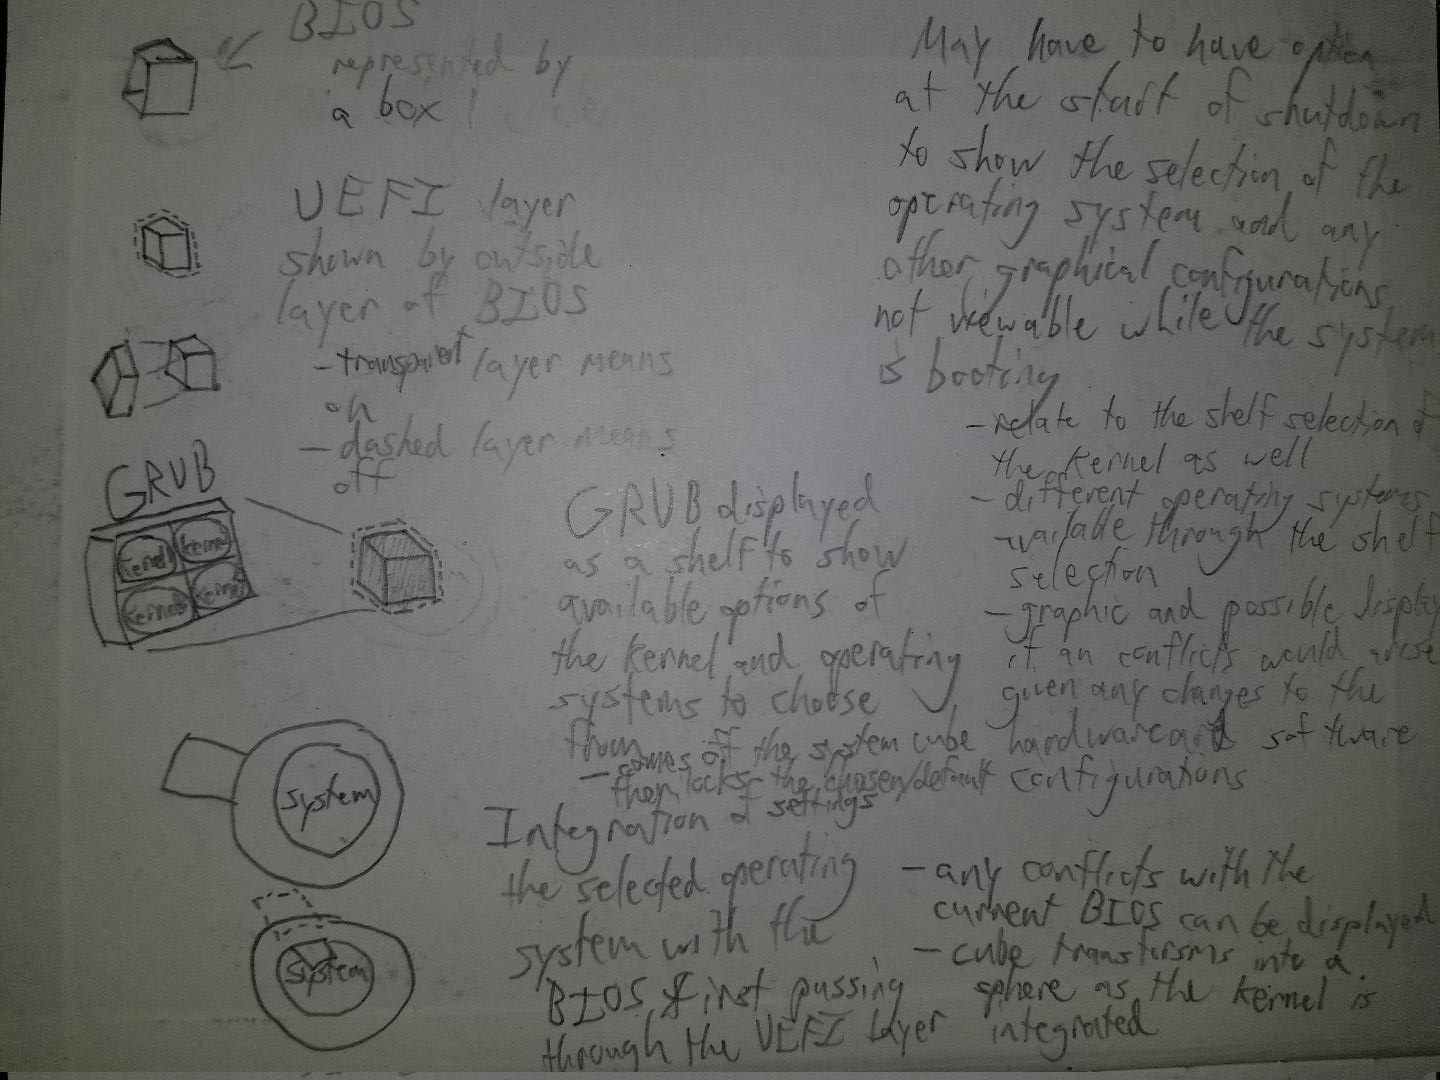 BIOS
represented by
a box
UEFI layer
shown by outside
layer of BIOS
- transparent layer means
on
- dashed layer means
off
GRUB
kernel kernel
kernel kernel
GRUB displayed
as a shelf to show
available options of
the kernel and operating
systems to choose
from
- comes off the system cube
then locks the chosen/default
settings
system
Integration of
the selected operating
system with the
BIOS first passing
through the UEFI layer
system
May have to have option
at the start of shutdown
to show the selection of the
operating system and any
other graphical configurations
not viewable while the system
is booting
- relate to the shelf selection of
the kernel as well
- different operating systems
available through the shelf
selection
- graphic and possible display
if an conflicts would arise
given any changes to the
hardware and software
configurations
- any conflicts with the
current BIOS can be displayed
- cube transforms into a
sphere as the kernel is
integrated